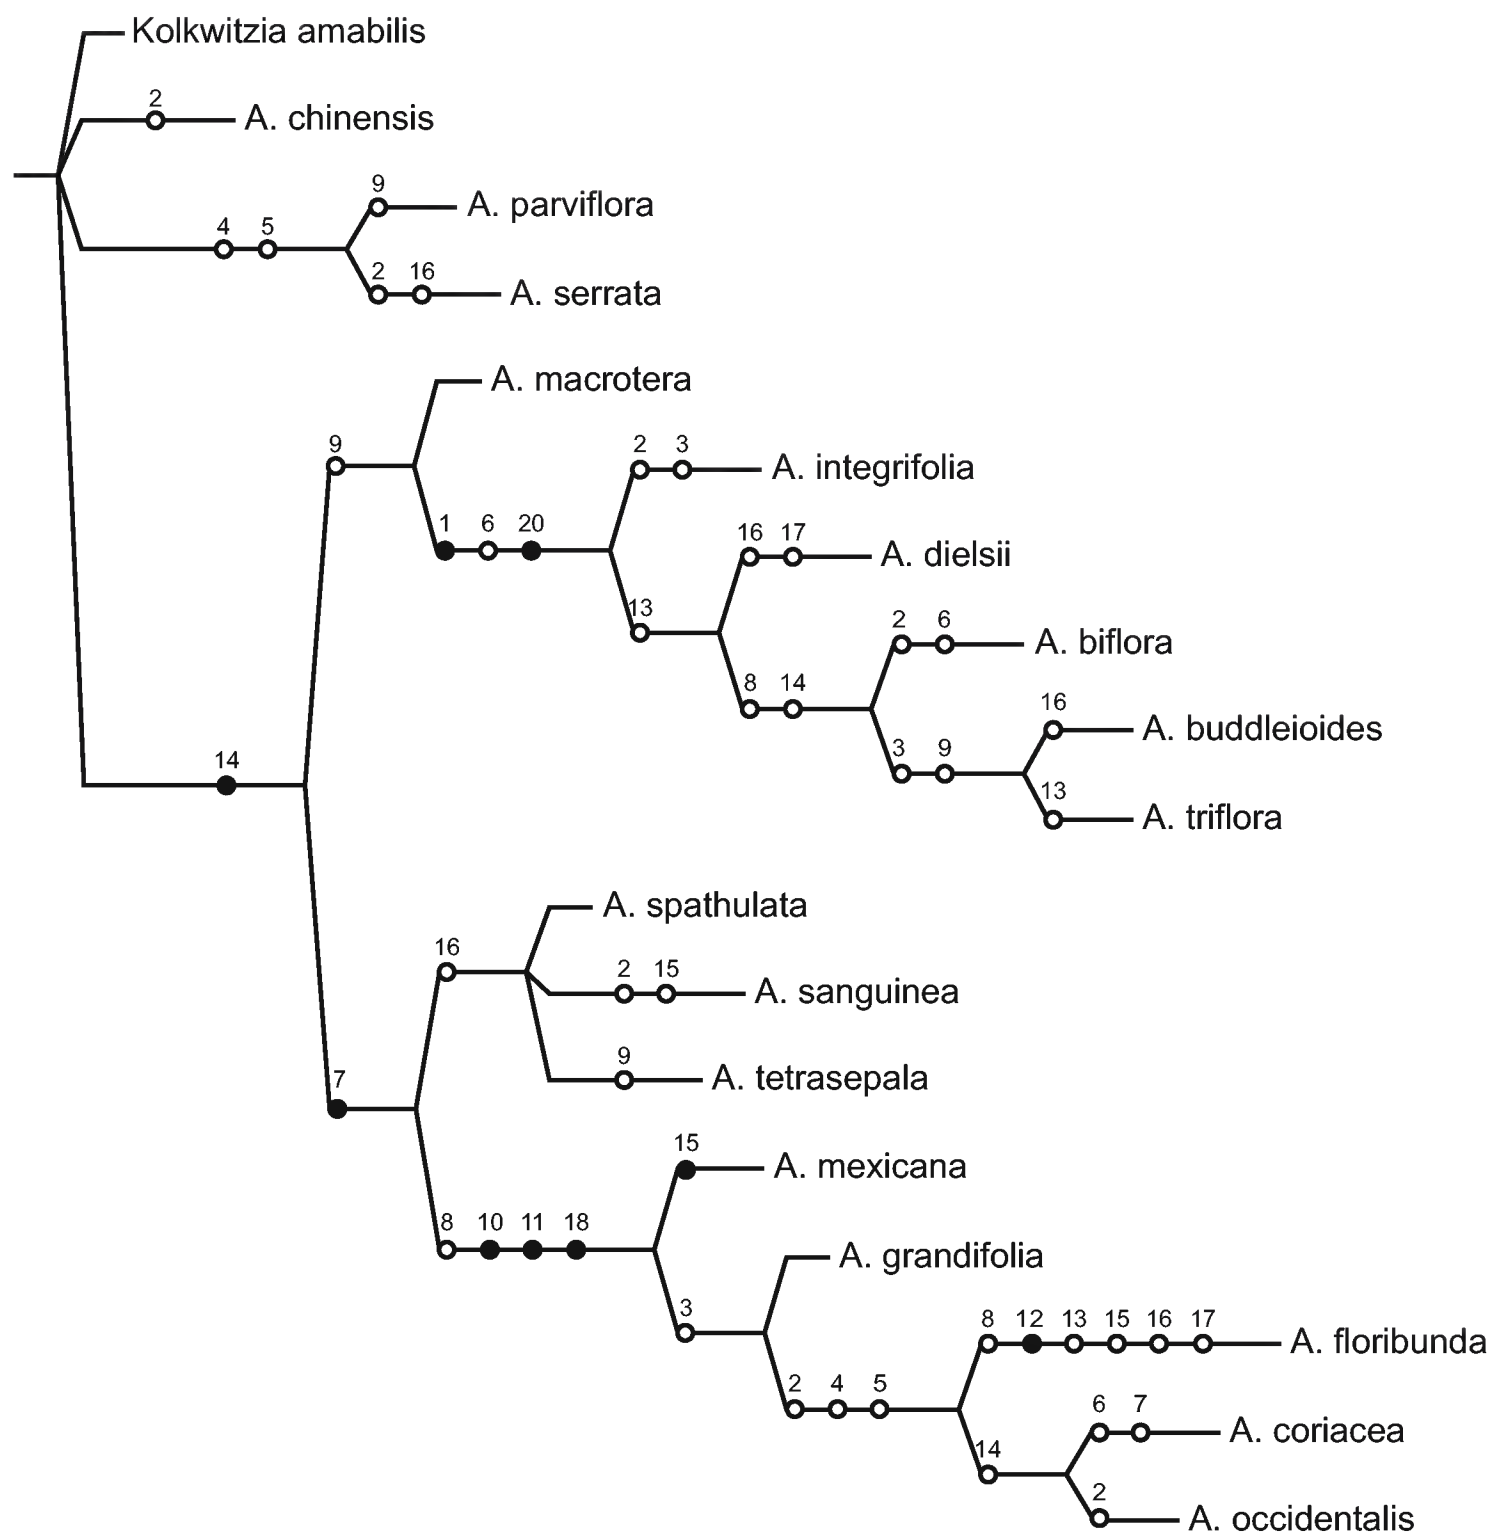 Kolkwitzia amabilis
2
A. chinensis
9
A. parviflora
4 5
2 16
A. serrata
A. macrotera
9
2 3
A. integrifolia
1 6 20
16 17
A. dielsii
13
2 6
A. biflora
8 14
16
A. buddleioides
3 9
14
13
A. triflora
A. spathulata
16
2 15
A. sanguinea
9
A. tetrasepala
7
15
A. mexicana
8 10 11 18
A. grandifolia
3
8 12 13 15 16 17
A. floribunda
2 4 5
6 7
A. coriacea
14
2
A. occidentalis